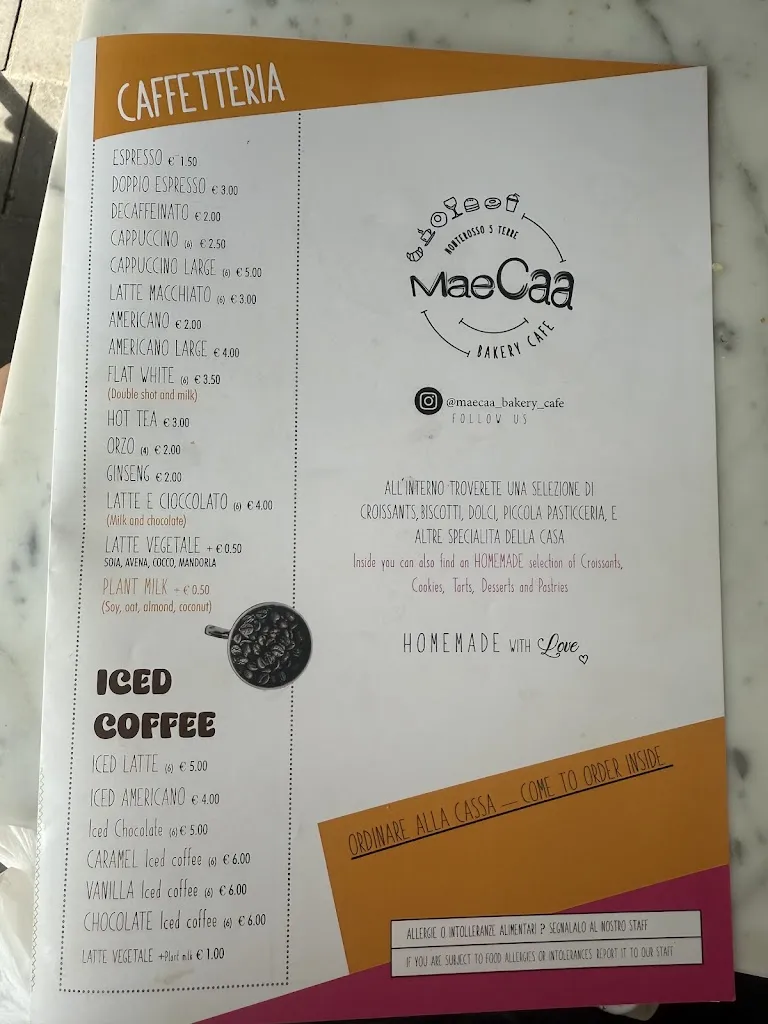 CAFFETTERIA
ESPRESSO € 1.50
DOPPIO ESPRESSO € 3.00
DECAFFEINATO € 2.00
CAPPUCCINO (6) € 2.50
CAPPUCCINO LARGE (6) € 5.00
LATTE MACCHIATO (6) € 3.00
AMERICANO € 2.00
AMERICANO LARGE € 4.00
FLAT WHITE (6) € 3.50
(Double shot and milk)
HOT TEA € 3.00
ORZO (4) € 2.00
GINSENG € 2.00
LATTE E CIOCCOLATO (6) € 4.00
(Milk and chocolate)
LATTE VEGETALE + € 0.50
SOIA, AVENA, COCCO, MANDORLA
PLANT MILK + € 0.50
(Soy, oat, almond, coconut)
ICED
COFFEE
ICED LATTE (6) € 5.00
ICED AMERICANO € 4.00
Iced Chocolate (6) € 5.00
CARAMEL Iced coffee (6) € 6.00
VANILLA Iced coffee (6) € 6.00
CHOCOLATE Iced coffee (6) € 6.00
LATTE VEGETALE +Plant milk € 1.00
MONTEROSSO 5 TERRE
MaeCaa
BAKERY CAFE
@maecaa_bakery_cafe
FOLLOW US
ALL'INTERNO TROVERETE UNA SELEZIONE DI
CROISSANTS, BISCOTTI, DOLCI, PICCOLA PASTICCERIA, E
ALTRE SPECIALITA DELLA CASA
Inside you can also find an HOMEMADE selection of Croissants,
Cookies, Tarts, Desserts and Pastries
HOMEMADE WITH Love
ORDINARE ALLA CASSA – COME TO ORDER INSIDE
ALLERGIE O INTOLLERANZE ALIMENTARI ? SEGNALALO AL NOSTRO STAFF
IF YOU ARE SUBJECT TO FOOD ALLERGIES OR INTOLERANCES REPORT IT TO OUR STAFF